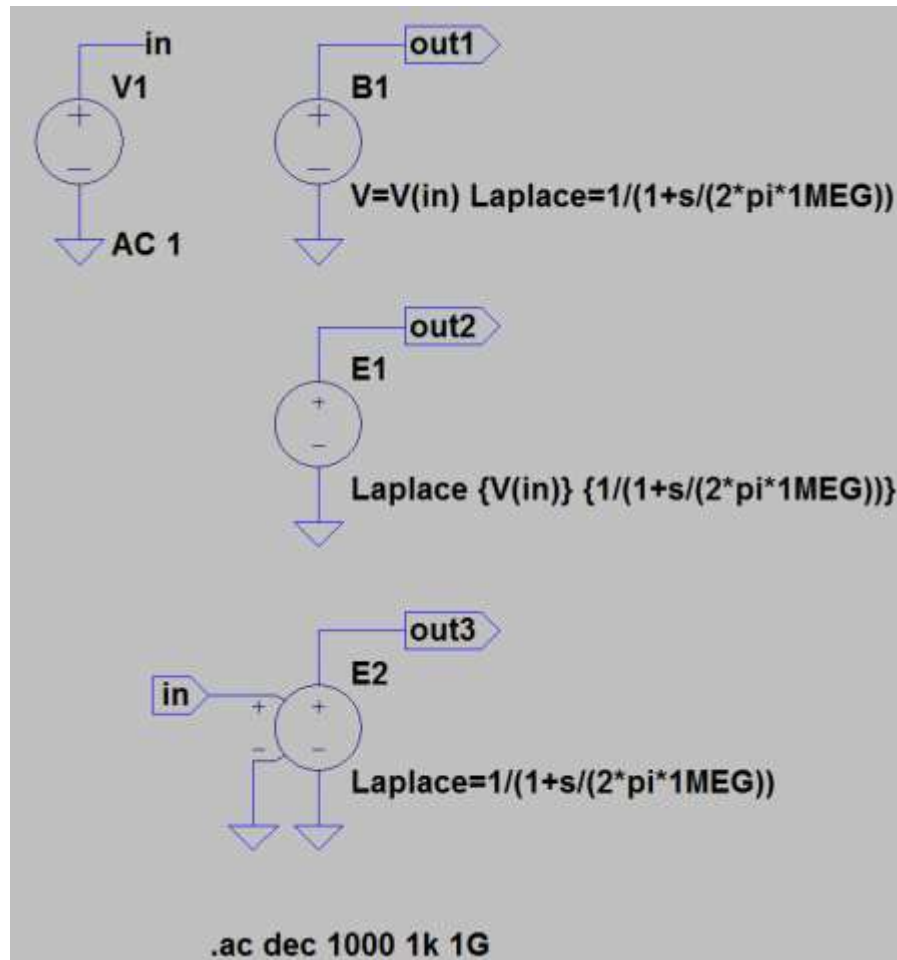 in
out1
V1
B1
V=V(in) Laplace=1/(1+s/(2*pi*1MEG))
AC 1
out2
E1
Laplace {V(in)} {1/(1+s/(2*pi*1MEG))}
out3
E2
in
Laplace=1/(1+s/(2*pi*1MEG))
.ac dec 1000 1k 1G